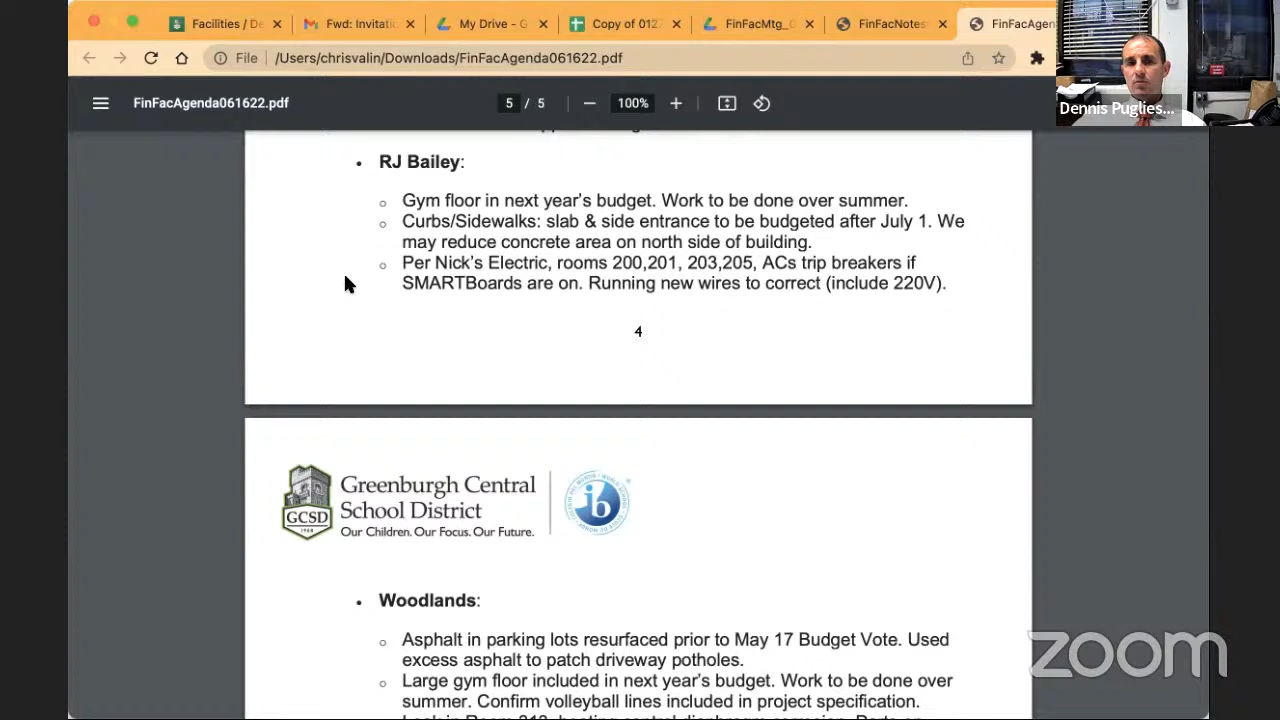 Facilities / De
Fwd: Invitatio
My Drive - G
Copy of 0127
FinFacMtg_0
FinFacNotes
FinFacAgen
File
/Users/chrisvalin/Downloads/FinFacAgenda061622.pdf
FinFacAgenda061622.pdf
5 / 5
100%
Dennis Puglies...
• RJ Bailey:
○ Gym floor in next year's budget. Work to be done over summer.
○ Curbs/Sidewalks: slab & side entrance to be budgeted after July 1. We
may reduce concrete area on north side of building.
○ Per Nick's Electric, rooms 200,201, 203,205, ACs trip breakers if
SMARTBoards are on. Running new wires to correct (include 220V).
4
GCSD
Greenburgh Central
School District
Our Children. Our Focus. Our Future.
ib
• Woodlands:
○ Asphalt in parking lots resurfaced prior to May 17 Budget Vote. Used
excess asphalt to patch driveway potholes.
○ Large gym floor included in next year's budget. Work to be done over
summer. Confirm volleyball lines included in project specification.
zoom